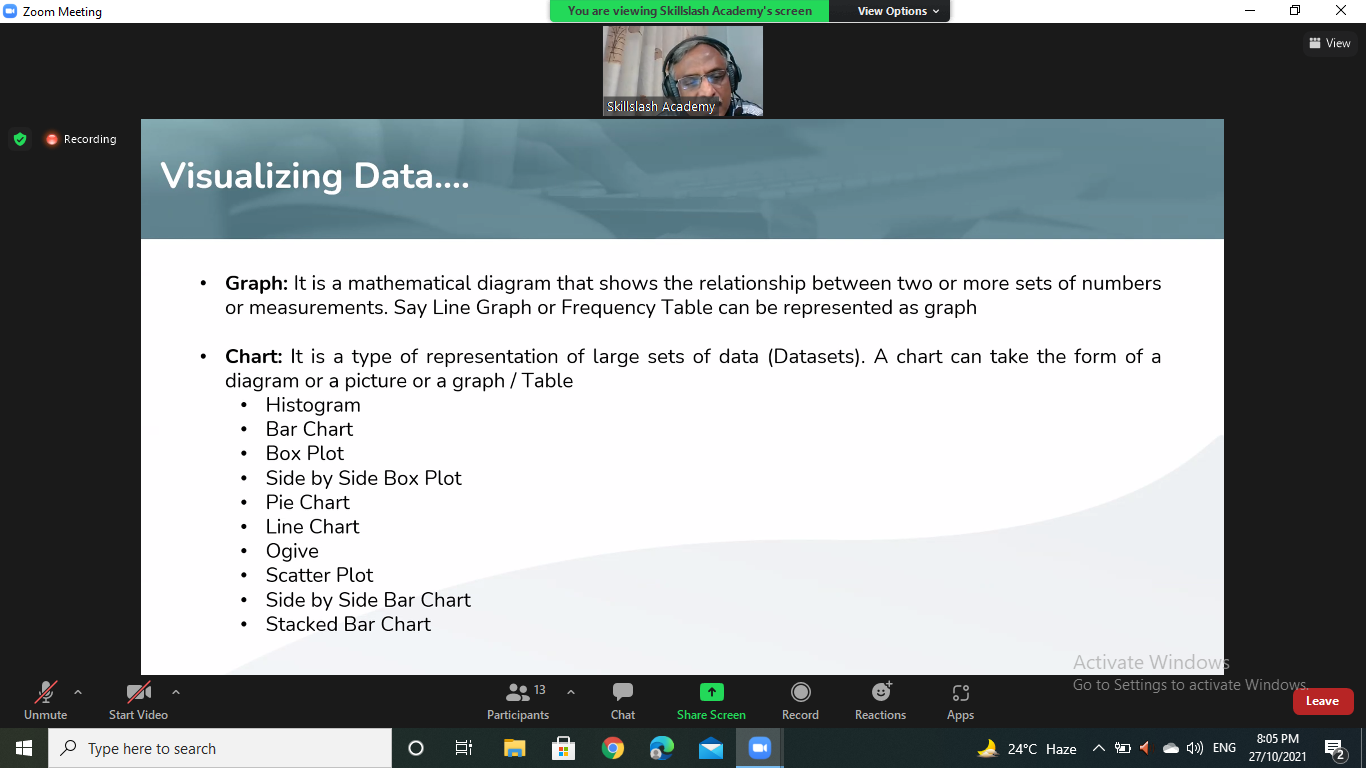 Zoom Meeting
You are viewing Skillslash Academy's screen
View Options
View
Skillslash Academy
Recording
Visualizing Data....
• Graph: It is a mathematical diagram that shows the relationship between two or more sets of numbers
or measurements. Say Line Graph or Frequency Table can be represented as graph
• Chart: It is a type of representation of large sets of data (Datasets). A chart can take the form of a
diagram or a picture or a graph / Table
• Histogram
• Bar Chart
• Box Plot
• Side by Side Box Plot
• Pie Chart
• Line Chart
• Ogive
• Scatter Plot
• Side by Side Bar Chart
• Stacked Bar Chart
Activate Windows
Go to Settings to activate Windows.
Unmute
Start Video
Participants
13
Chat
Share Screen
Record
Reactions
Apps
Leave
Type here to search
24°C Haze
ENG
8:05 PM
27/10/2021
2